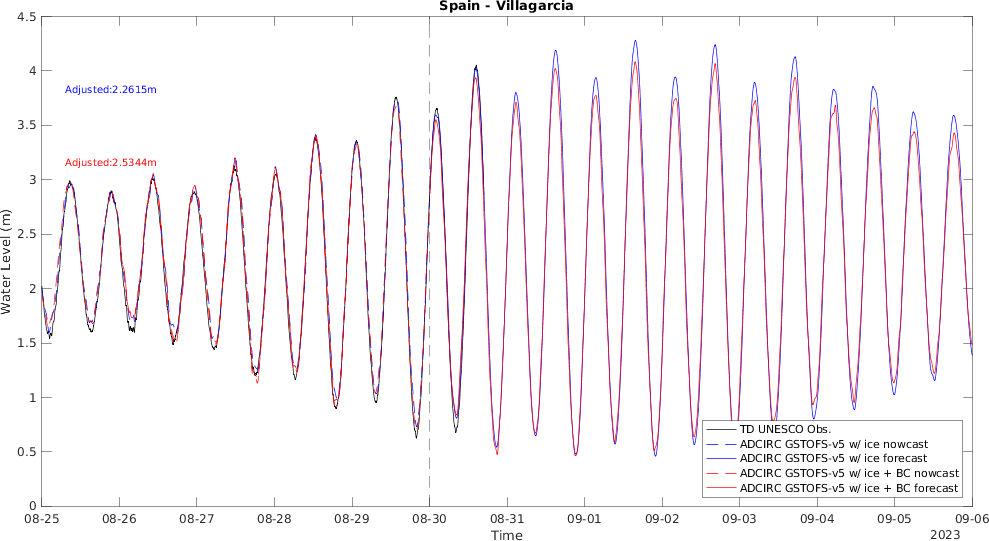 Spain - Villagarcia
Water Level (m)
4.5
4
3.5
3
2.5
2
1.5
1
0.5
0
Adjusted:2.2615m
Adjusted:2.5344m
TD UNESCO Obs.
ADCIRC GSTOFS-v5 w/ ice nowcast
ADCIRC GSTOFS-v5 w/ ice forecast
ADCIRC GSTOFS-v5 w/ ice + BC nowcast
ADCIRC GSTOFS-v5 w/ ice + BC forecast
08-25 08-26 08-27 08-28 08-29 08-30 08-31 09-01 09-02 09-03 09-04 09-05 09-06
Time
2023